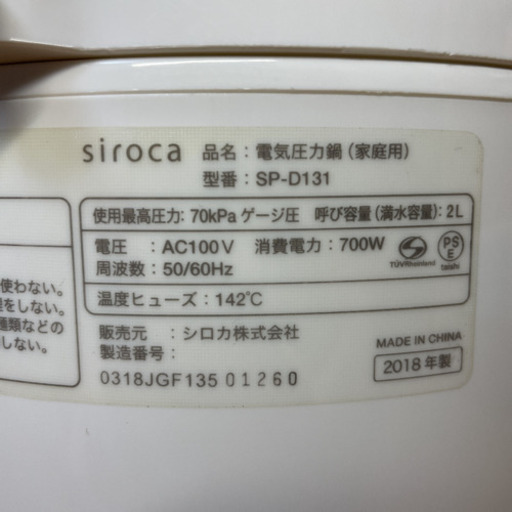 siroca 品名：電気圧力鍋（家庭用）
型番：SP-D131
使用最高圧力：70kPa ゲージ圧 呼び容量（満水容量）：2L
電圧：AC100V 消費電力：700W
周波数：50/60Hz
TÜVRheinland
PS
E
温度ヒューズ：142℃
販売元：シロカ株式会社
製造番号：
0318JGF135 01260
MADE IN CHINA
2018年製
使わない。
をしない。
種類などの
しない。